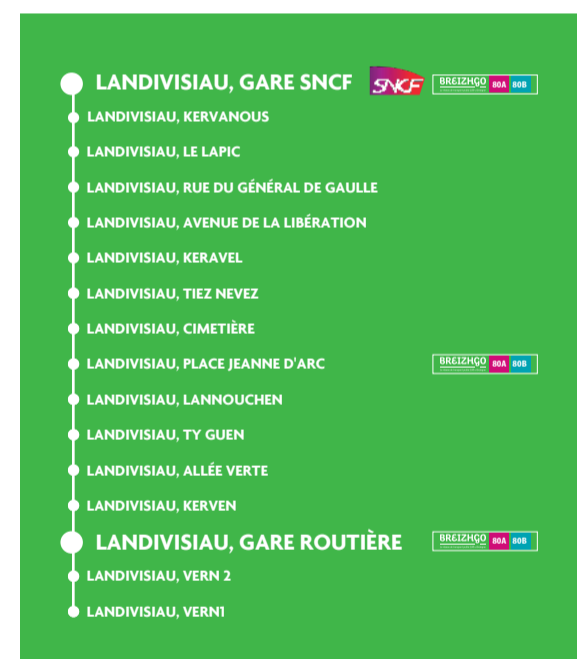 LANDIVISIAU, GARE SNCF SNCF BREIZHGO 80A 80B
LANDIVISIAU, KERVANOUS
LANDIVISIAU, LE LAPIC
LANDIVISIAU, RUE DU GÉNÉRAL DE GAULLE
LANDIVISIAU, AVENUE DE LA LIBÉRATION
LANDIVISIAU, KERAVEL
LANDIVISIAU, TIEZ NEVEZ
LANDIVISIAU, CIMETIÈRE
LANDIVISIAU, PLACE JEANNE D'ARC BREIZHGO 80A 80B
LANDIVISIAU, LANNOUCHEN
LANDIVISIAU, TY GUEN
LANDIVISIAU, ALLÉE VERTE
LANDIVISIAU, KERVEN
LANDIVISIAU, GARE ROUTIÈRE BREIZHGO 80A 80B
LANDIVISIAU, VERN 2
LANDIVISIAU, VERN1